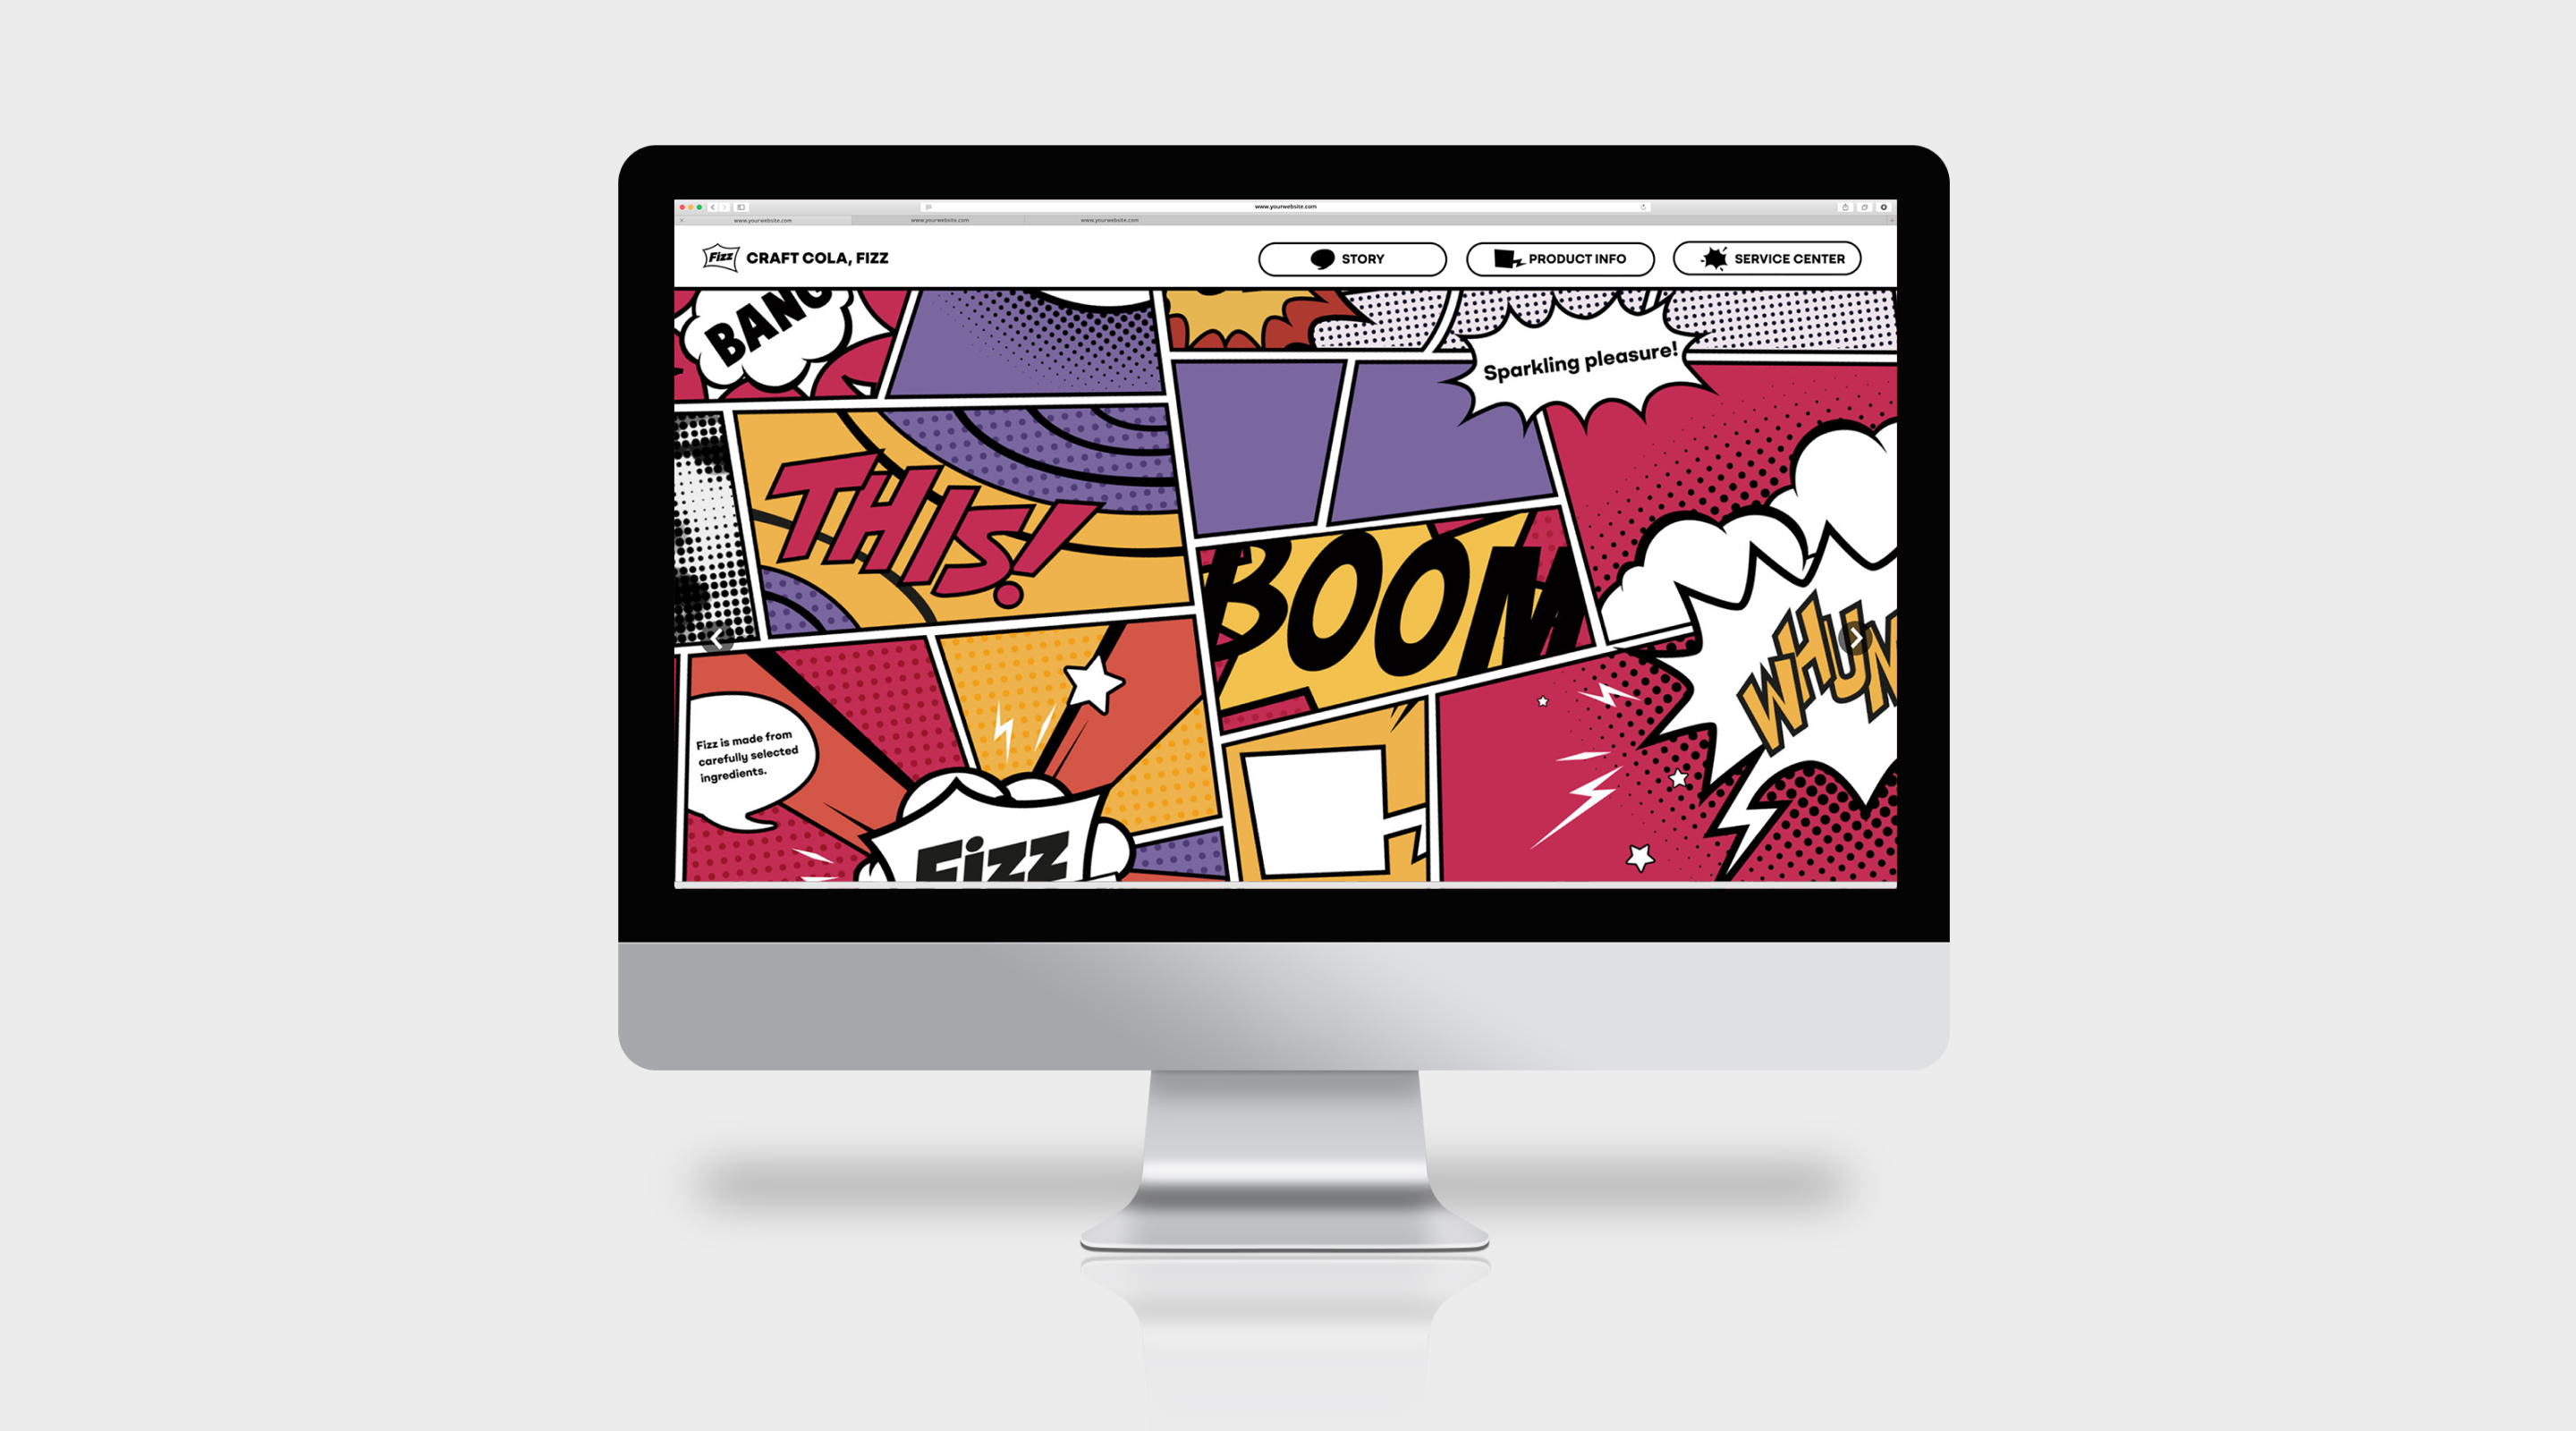 www.yourwebsite.com
www.yourwebsite.com
www.yourwebsite.com
www.yourwebsite.com
Fizz
CRAFT COLA, FIZZ
STORY
PRODUCT INFO
SERVICE CENTER
BANG
Sparkling pleasure!
THIS!
BOOM
WHUN
Fizz is made from
carefully selected
ingredients.
Fizz